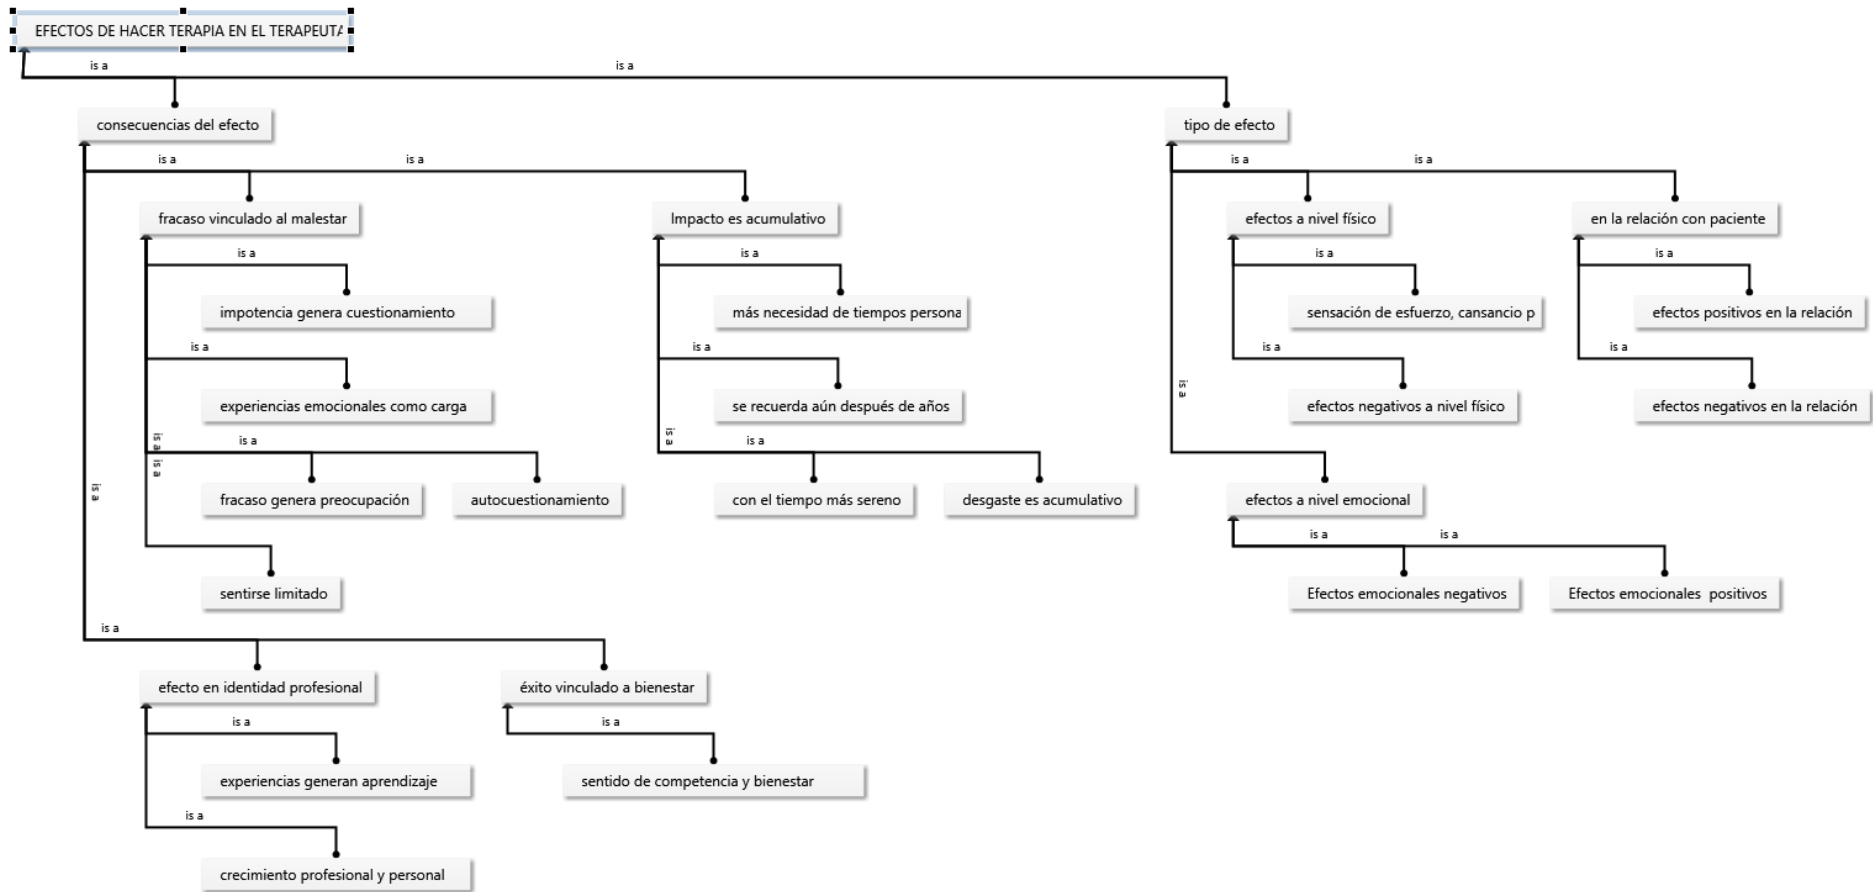 EFECTOS DE HACER TERAPIA EN EL TERAPEUTA
is a
is a
consecuencias del efecto
tipo de efecto
is a
is a
is a
is a
fracaso vinculado al malestar
Impacto es acumulativo
efectos a nivel físico
en la relación con paciente
is a
is a
is a
is a
impotencia genera cuestionamiento
más necesidad de tiempos persona
sensación de esfuerzo, cansancio p
efectos positivos en la relación
is a
is a
is a
is a
is a
experiencias emocionales como carga
se recuerda aún después de años
efectos negativos a nivel físico
efectos negativos en la relación
is a
is a
is a
is a
is a
is a
fracaso genera preocupación
autocuestionamiento
con el tiempo más sereno
desgaste es acumulativo
efectos a nivel emocional
is a
is a
is a
sentirse limitado
Efectos emocionales negativos
Efectos emocionales  positivos
is a
efecto en identidad profesional
éxito vinculado a bienestar
is a
is a
experiencias generan aprendizaje
sentido de competencia y bienestar
is a
crecimiento profesional y personal